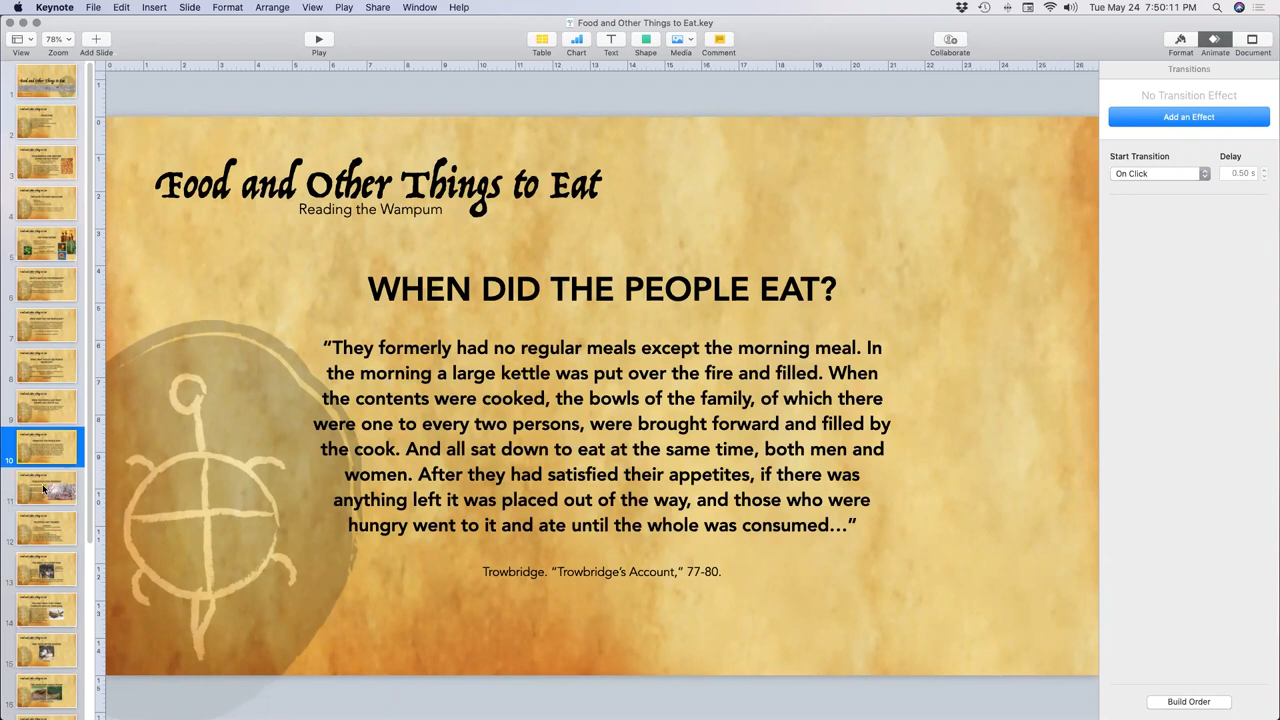 Keynote File Edit Insert Slide Format Arrange View Play Share Window Help Tue May 24 7:50:11 PM
Food and Other Things to Eat.key
78%
View Zoom Add Slide Play Table Chart Text Shape Media Comment Collaborate Format Animate Document
Transitions
No Transition Effect
Add an Effect
Start Transition Delay
On Click 0.50 s
Food and Other Things to Eat
Reading the Wampum
WHEN DID THE PEOPLE EAT?
“They formerly had no regular meals except the morning meal. In
the morning a large kettle was put over the fire and filled. When
the contents were cooked, the bowls of the family, of which there
were one to every two persons, were brought forward and filled by
the cook. And all sat down to eat at the same time, both men and
women. After they had satisfied their appetites, if there was
anything left it was placed out of the way, and those who were
hungry went to it and ate until the whole was consumed…”
Trowbridge. “Trowbridge’s Account,” 77-80.
Build Order